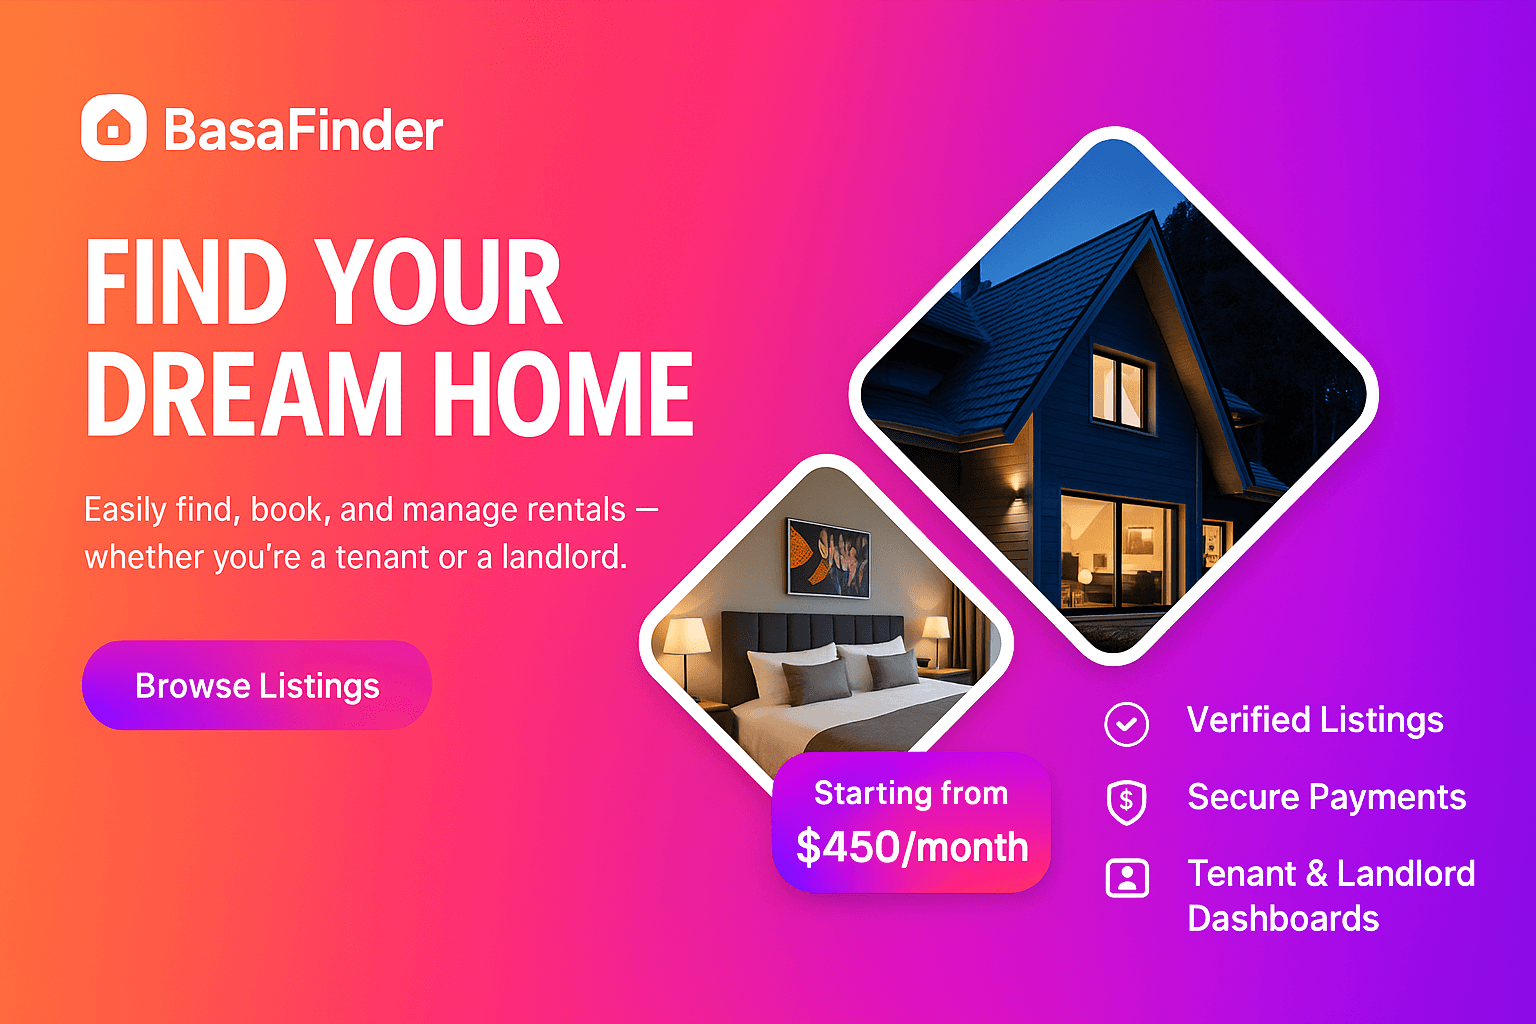 BasaFinder
FIND YOUR
DREAM HOME
Easily find, book, and manage rentals —
whether you're a tenant or a landlord.
Browse Listings
Starting from
$450/month
Verified Listings
$
Secure Payments
Tenant & Landlord
Dashboards